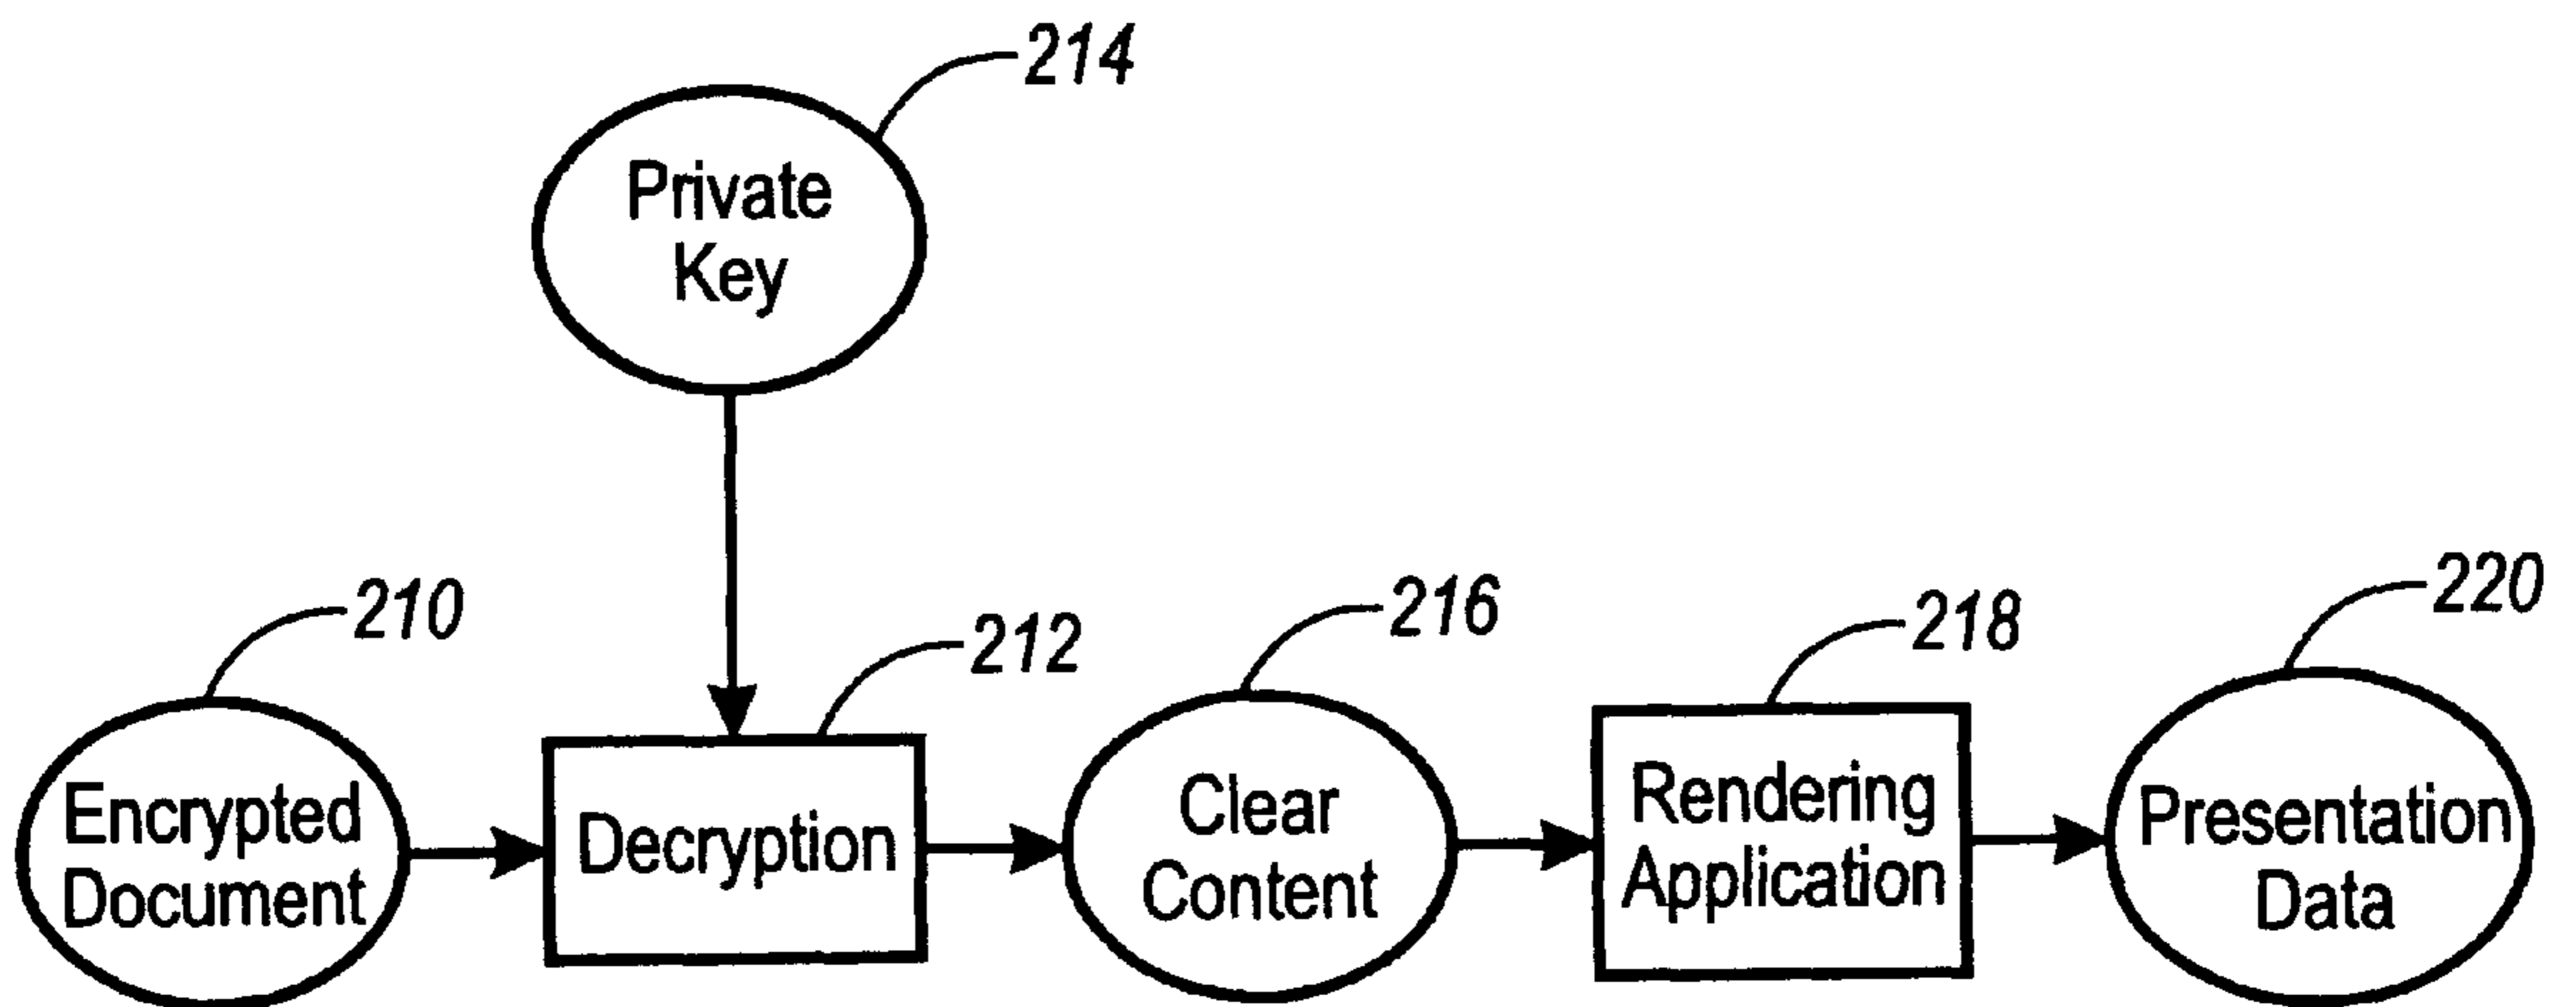 214
Private
Key
210
212
216
218
220
Encrypted
Document
Decryption
Clear
Content
Rendering
Application
Presentation
Data